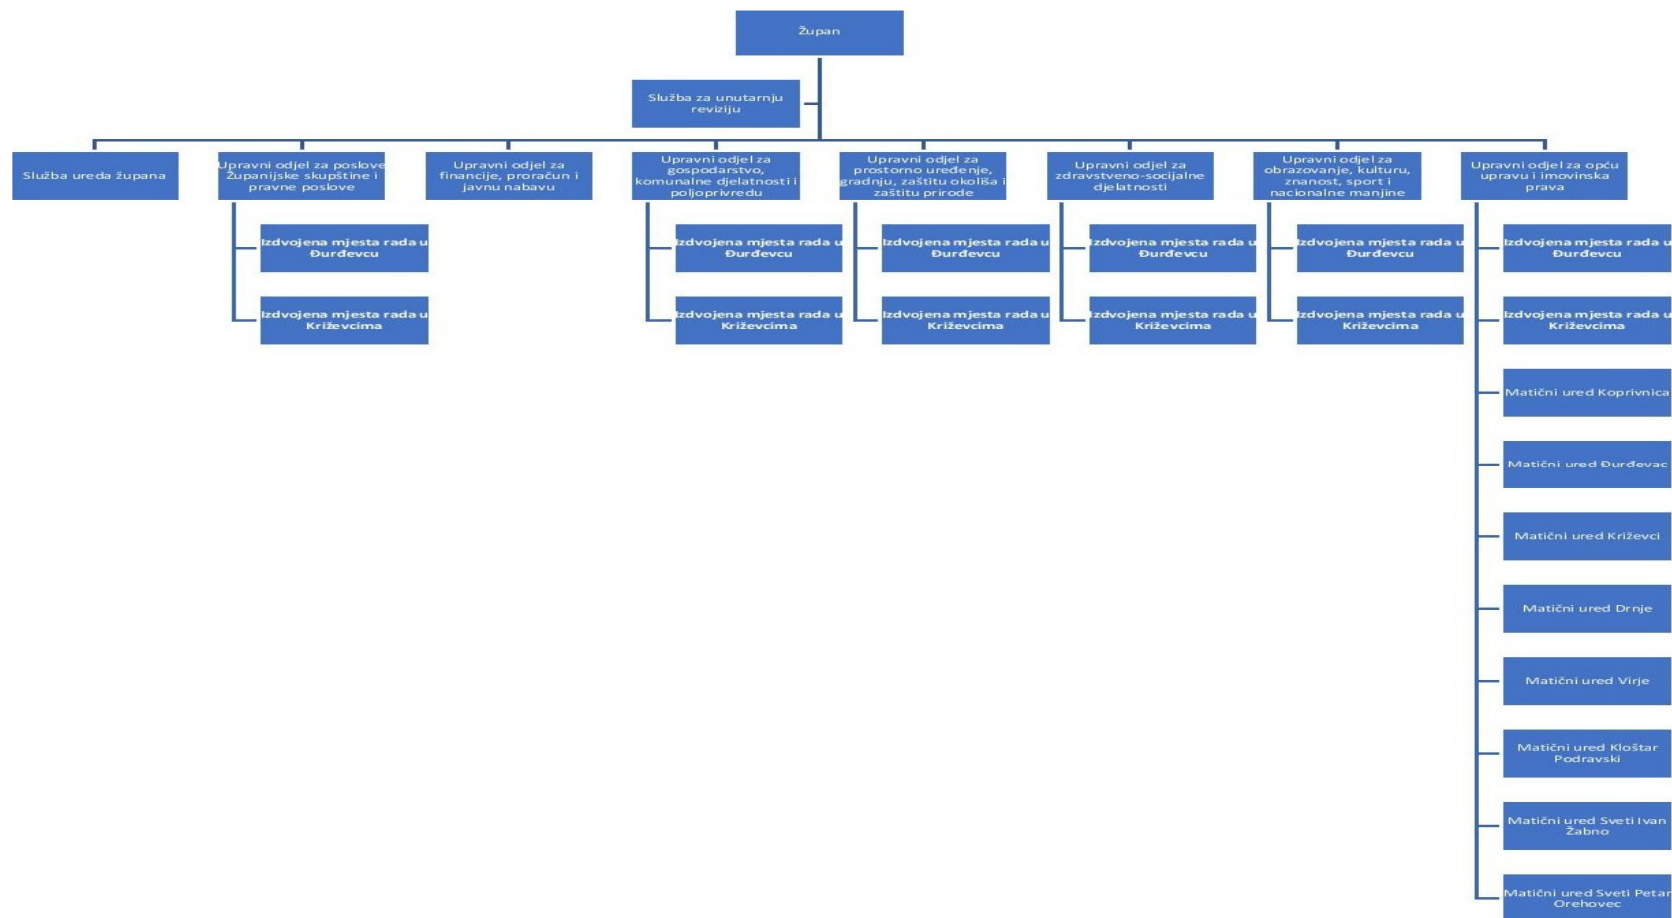 Župan
Služba za unutarnju
reviziju
Služba ureda župana
Upravni odjel za poslove
Županijske skupštine i
pravne poslove
Upravni odjel za
financije, proračun i
javnu nabavu
Upravni odjel za
gospodarstvo,
komunalne djelatnosti i
poljoprivredu
Upravni odjel za
prostorno uređenje,
gradnju, zaštitu okoliša i
zaštitu prirode
Upravni odjel za
zdravstveno-socijalne
djelatnosti
Upravni odjel za
obrazovanje, kulturu,
znanost, sport i
nacionalne manjine
Upravni odjel za opću
upravu i imovinska
prava
Izdvojena mjesta rada u
Đurđevcu
Izdvojena mjesta rada u
Križevcima
Izdvojena mjesta rada u
Đurđevcu
Izdvojena mjesta rada u
Križevcima
Izdvojena mjesta rada u
Đurđevcu
Izdvojena mjesta rada u
Križevcima
Izdvojena mjesta rada u
Đurđevcu
Izdvojena mjesta rada u
Križevcima
Izdvojena mjesta rada u
Đurđevcu
Izdvojena mjesta rada u
Križevcima
Izdvojena mjesta rada u
Đurđevcu
Izdvojena mjesta rada u
Križevcima
Matični ured Koprivnica
Matični ured Đurđevac
Matični ured Križevci
Matični ured Drnje
Matični ured Virje
Matični ured Kloštar
Podravski
Matični ured Sveti Ivan
Žabno
Matični ured Sveti Petar
Orehovec